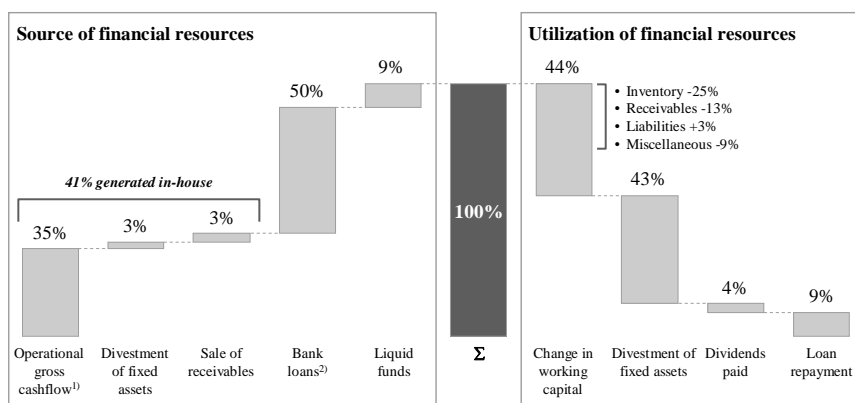 Source of financial resources
9%
50%
41% generated in-house
35%
3%
3%
Operational
gross
cashflow1)
Divestment
of fixed
assets
Sale of
receivables
Bank
loans2)
Liquid
funds
100%
Σ
Utilization of financial resources
44%
• Inventory -25%
• Receivables -13%
• Liabilities +3%
• Miscellaneous -9%
43%
4%
9%
Change in
working
capital
Divestment of
fixed assets
Dividends
paid
Loan
repayment